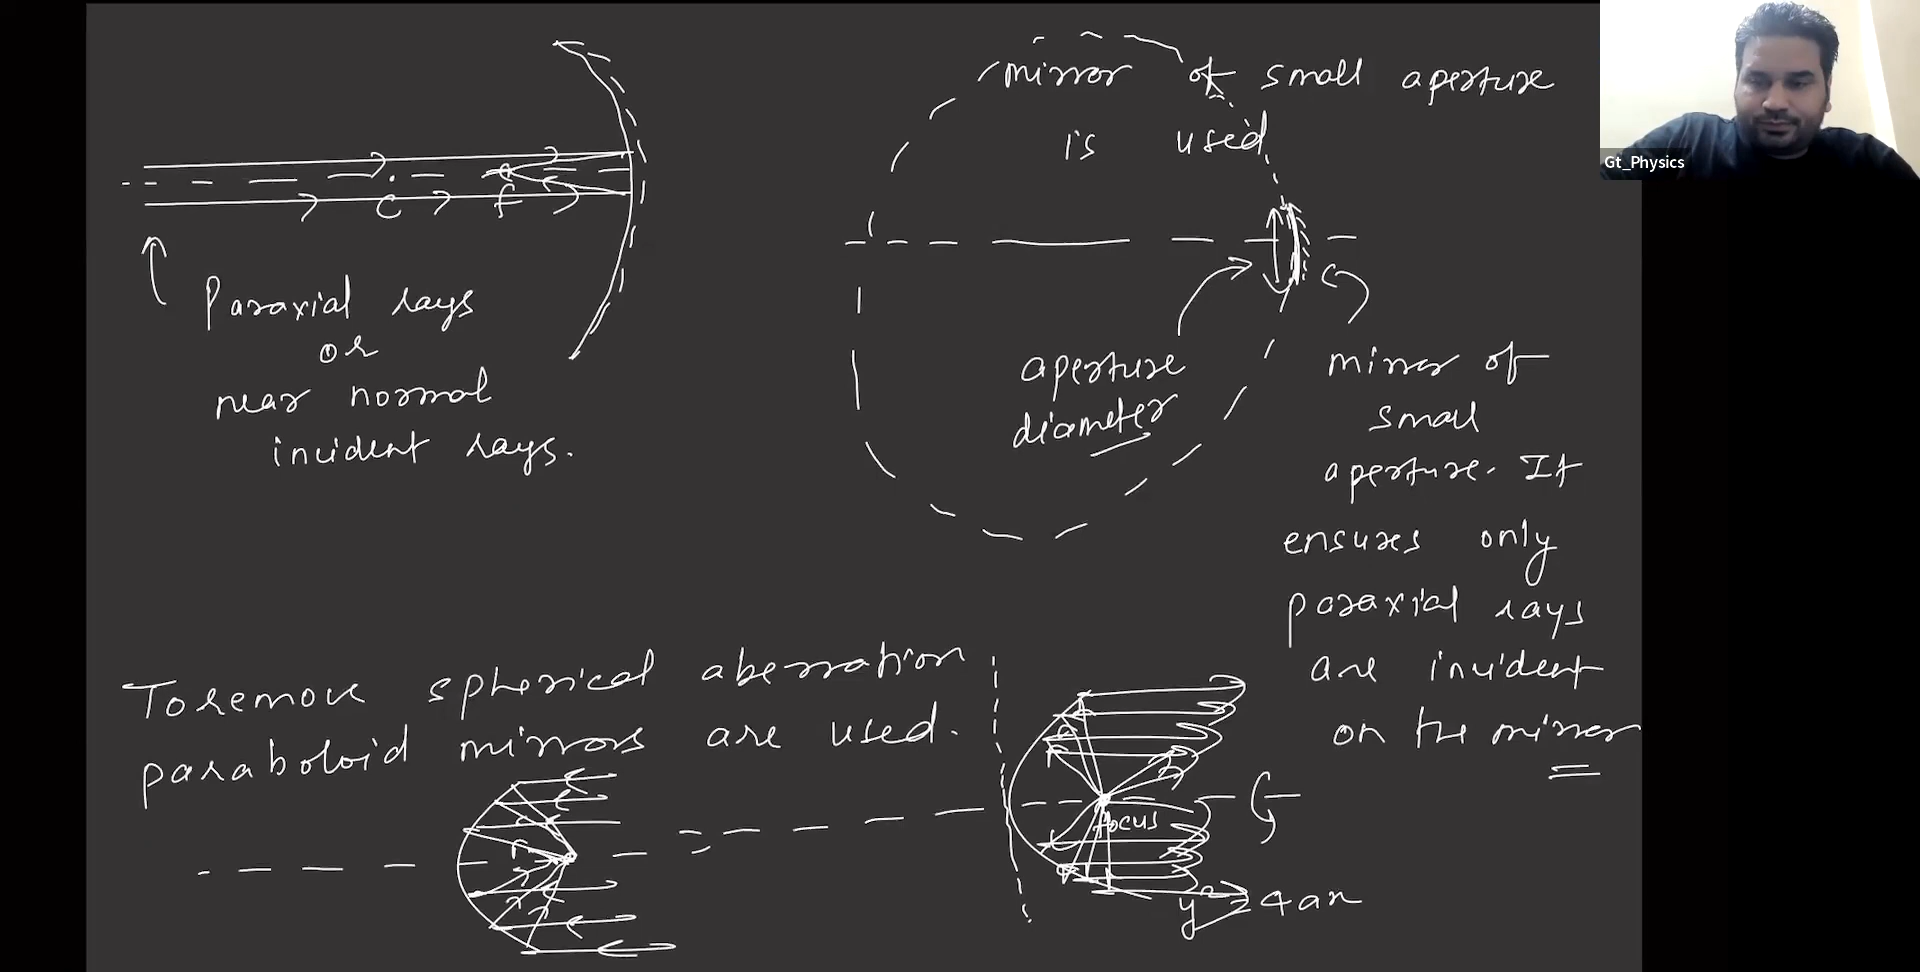 mirror of small aperture
is used
Gt_Physics
C
f
Paraxial rays
or
near normal
incident rays.
aperture
diameter
mirror of
small
aperture. It
ensures only
paraxial rays
are incident
on the mirror
To remove spherical aberration
paraboloid mirrors are used.
focus
y² = 4ax